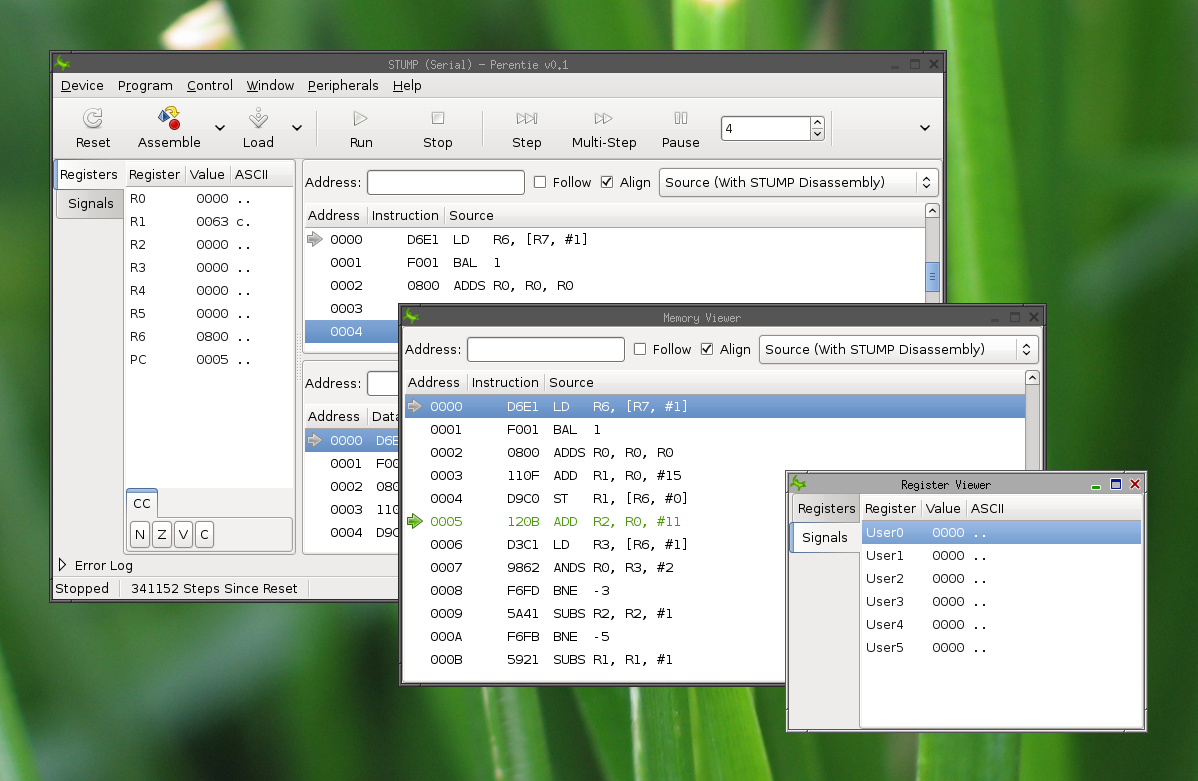 STUMP (Serial) - Perentie v0.1
Device Program Control Window Peripherals Help
Reset Assemble Load Run Stop Step Multi-Step Pause 4
Registers
Signals
Register Value ASCII
R0 0000 ..
R1 0063 c.
R2 0000 ..
R3 0000 ..
R4 0000 ..
R5 0000 ..
R6 0800 ..
PC 0005 ..
CC
N Z V C
Address: Follow Align Source (With STUMP Disassembly)
Address Instruction Source
0000 D6E1 LD R6, [R7, #1]
0001 F001 BAL 1
0002 0800 ADDS R0, R0, R0
0003
0004
Address:
Address Data
0000 D6E
0001 F00
0002 080
0003 110
0004 D9C
Error Log
Stopped 341152 Steps Since Reset
Memory Viewer
Address: Follow Align Source (With STUMP Disassembly)
Address Instruction Source
0000 D6E1 LD R6, [R7, #1]
0001 F001 BAL 1
0002 0800 ADDS R0, R0, R0
0003 110F ADD R1, R0, #15
0004 D9C0 ST R1, [R6, #0]
0005 120B ADD R2, R0, #11
0006 D3C1 LD R3, [R6, #1]
0007 9862 ANDS R0, R3, #2
0008 F6FD BNE -3
0009 5A41 SUBS R2, R2, #1
000A F6FB BNE -5
000B 5921 SUBS R1, R1, #1
Register Viewer
Registers
Signals
Register Value ASCII
User0 0000 ..
User1 0000 ..
User2 0000 ..
User3 0000 ..
User4 0000 ..
User5 0000 ..